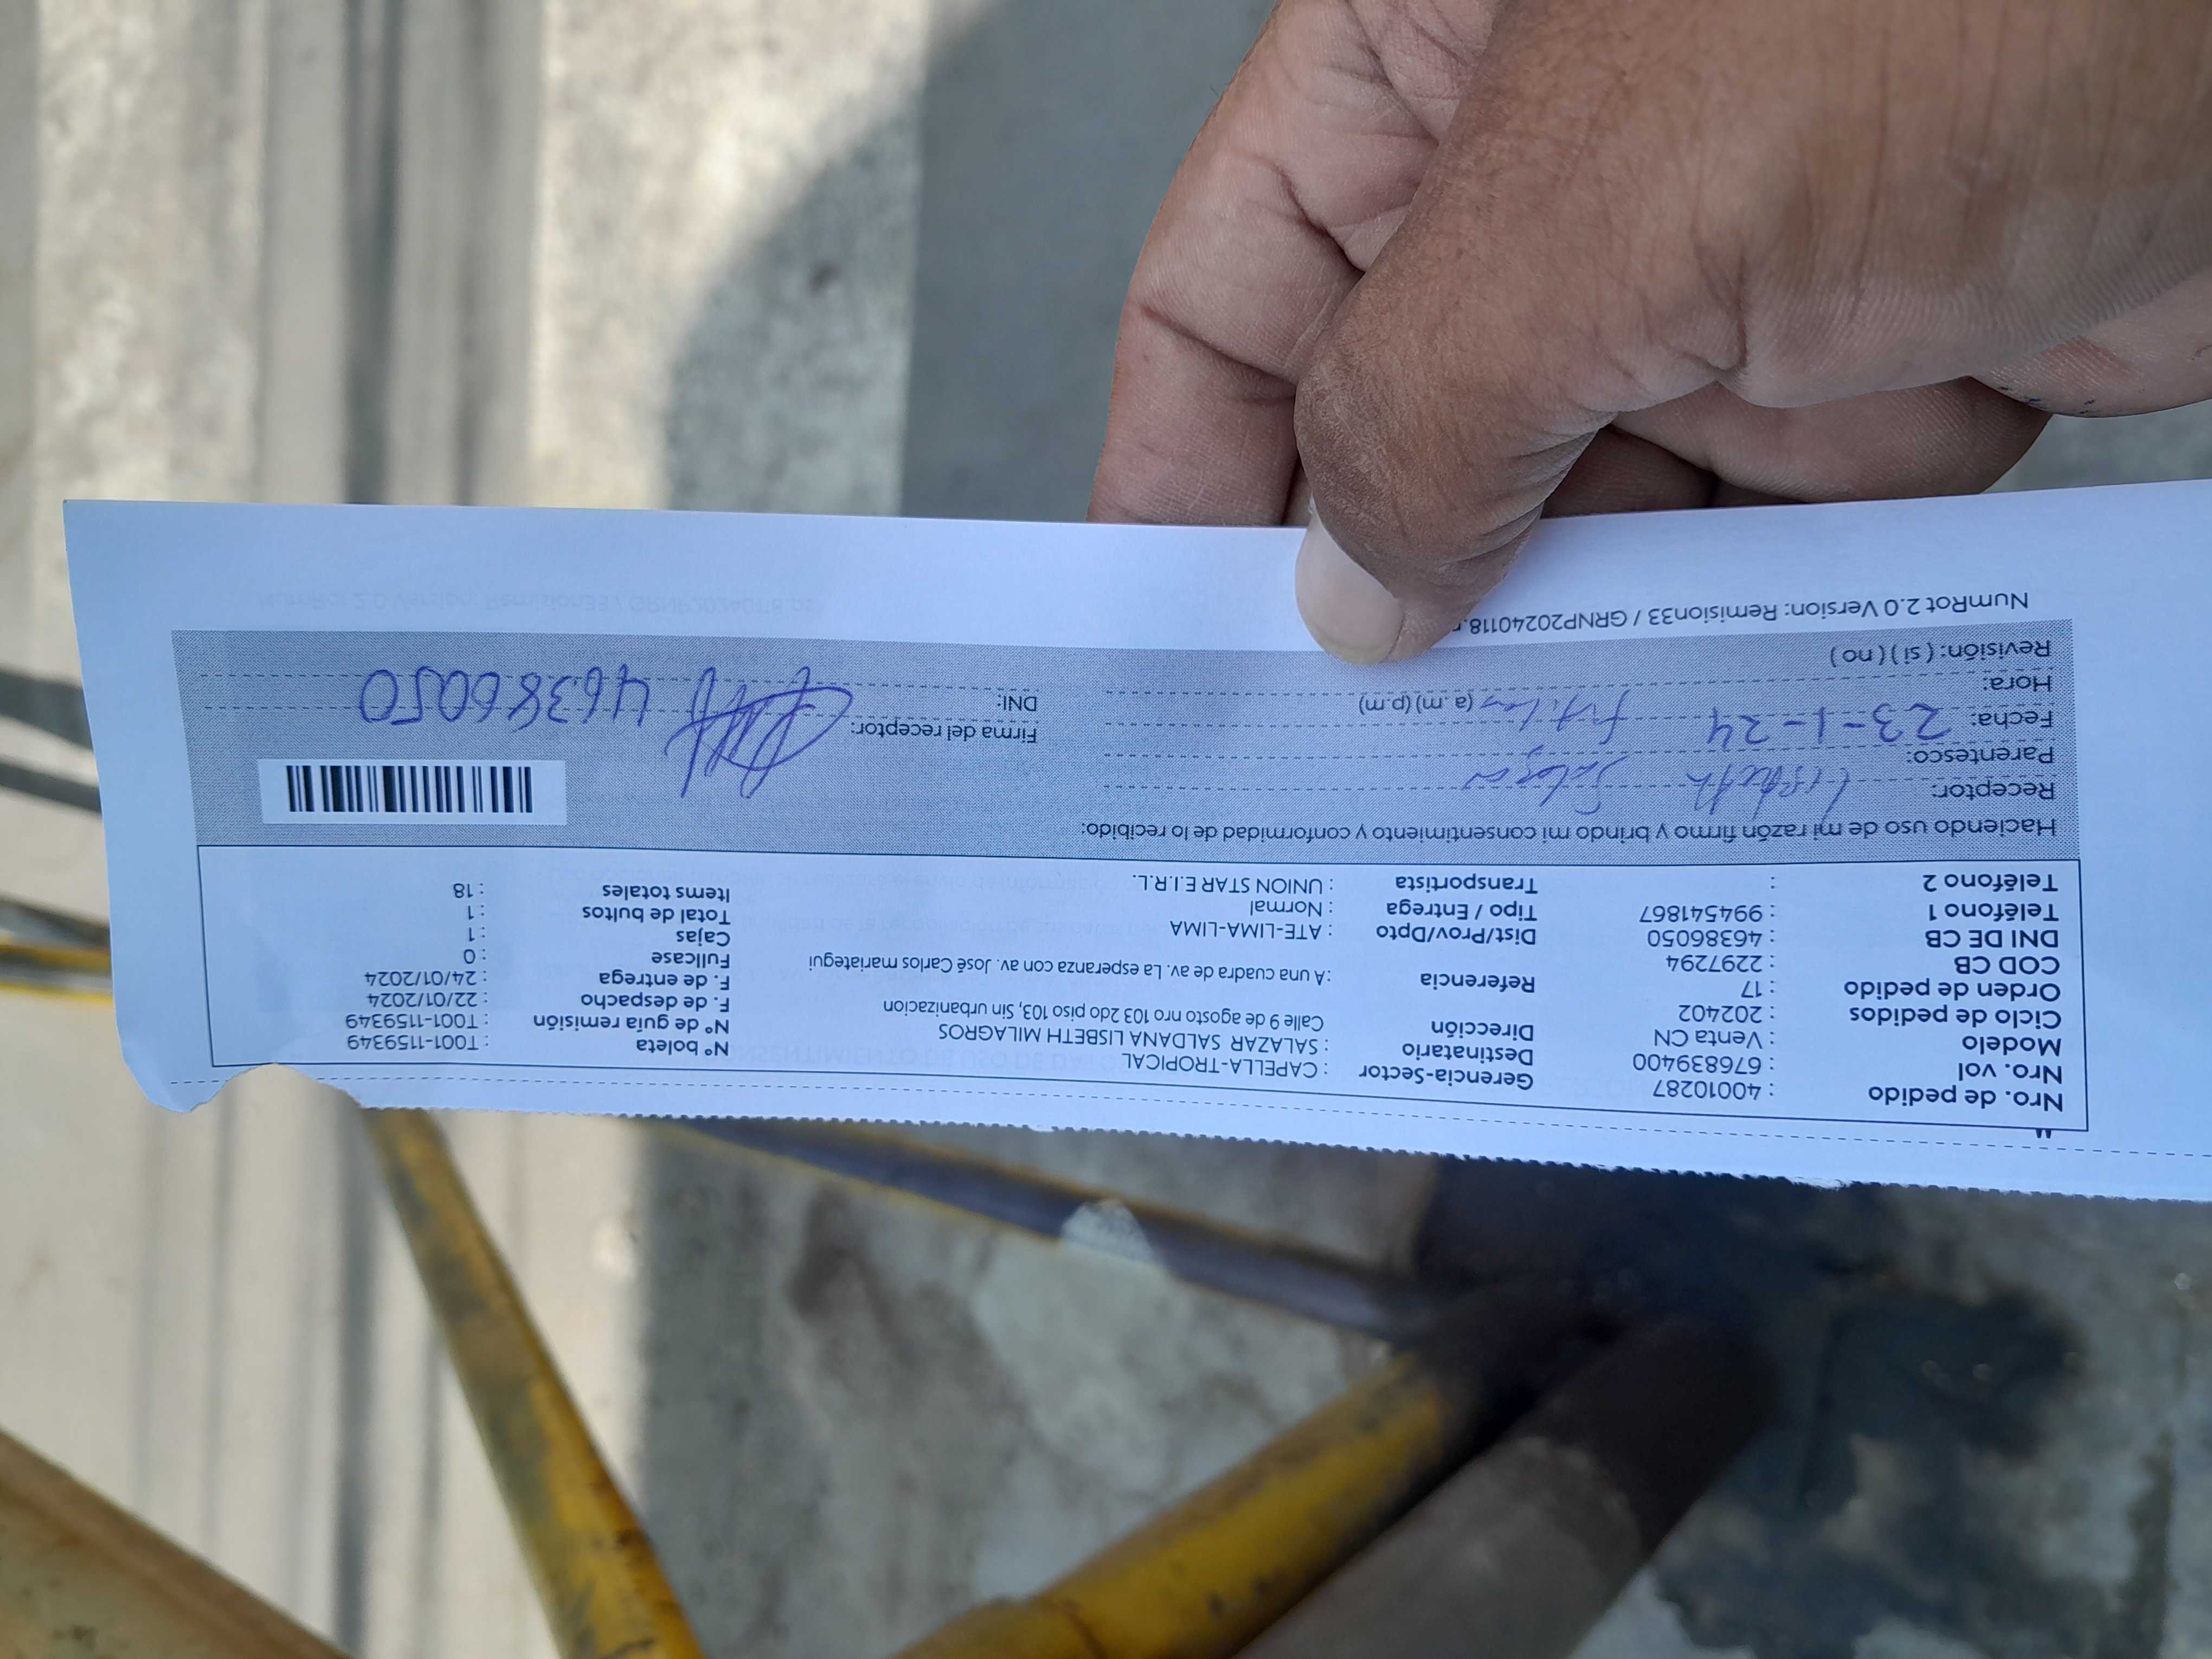 Nro. de pedido : 40010287 Gerencia-Sector : CAPELLA-TROPICAL Nº boleta : T001-1159349
Nro. vol : 676839400 Destinatario : SALAZAR SALDANA LISBETH MILAGROS Nº de guía remisión : T001-1159349
Modelo : Venta CN Dirección Calle 9 de agosto nro 103 2do piso 103, Sin urbanizacion F. de despacho : 22/01/2024
Ciclo de pedidos : 202402 F. de entrega : 24/01/2024
Orden de pedido : 17 Referencia : A una cuadra de av. La esperanza con av. José Carlos mariategui Fullcase : 0
COD CB : 2297294 Cajas : 1
DNI DE CB : 46386050 Dist/Prov/Dpto : ATE-LIMA-LIMA Total de bultos : 1
Teléfono 1 : 994541867 Tipo / Entrega : Normal Items totales : 18
Teléfono 2 : Transportista : UNION STAR E.I.R.L.
Haciendo uso de mi razón firmo y brindo mi consentimiento y conformidad de lo recibido:
Receptor: Lisbeth Salazar
Parentesco:
Fecha: 23-1-24 Firma del receptor:
Hora: (a .m) (p.m) DNI: 46386050
Revisión: ( si ) ( no )
NumRot 2.0 Version: Remision33 / GRNP20240118.